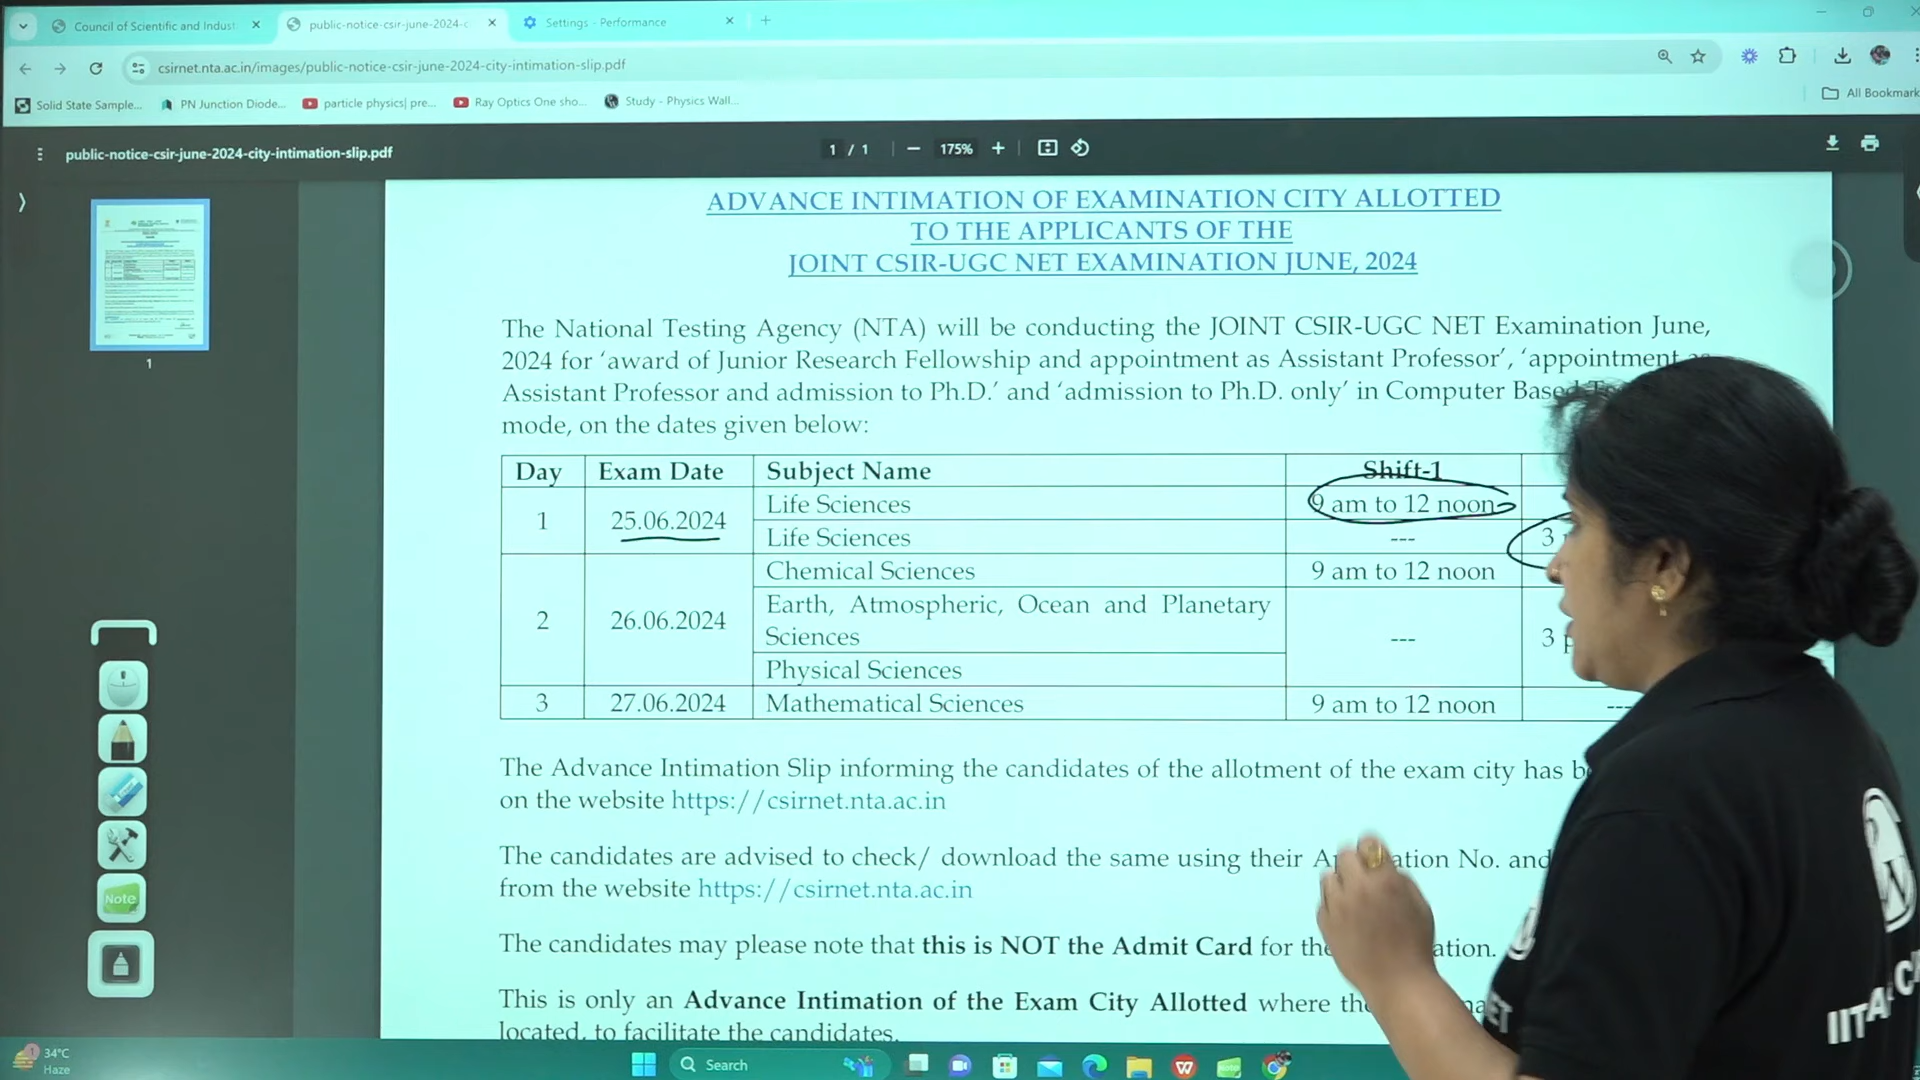 Council of Scientific and Indust
public-notice-csir-june-2024-c
Settings - Performance
csirnet.nta.ac.in/images/public-notice-csir-june-2024-city-intimation-slip.pdf
Solid State Sample...
PN Junction Diode...
particle physics| pre...
Ray Optics One sho...
Study - Physics Wall...
All Bookmark
public-notice-csir-june-2024-city-intimation-slip.pdf
1 / 1
175%
1
ADVANCE INTIMATION OF EXAMINATION CITY ALLOTTED
TO THE APPLICANTS OF THE
JOINT CSIR-UGC NET EXAMINATION JUNE, 2024
The National Testing Agency (NTA) will be conducting the JOINT CSIR-UGC NET Examination June,
2024 for ‘award of Junior Research Fellowship and appointment as Assistant Professor’, ‘appointment as
Assistant Professor and admission to Ph.D.’ and ‘admission to Ph.D. only’ in Computer Based
mode, on the dates given below:
Day Exam Date Subject Name Shift-1
1 25.06.2024 Life Sciences 9 am to 12 noon
Life Sciences --- 3
2 26.06.2024 Chemical Sciences 9 am to 12 noon
Earth, Atmospheric, Ocean and Planetary
Sciences --- 3 p
Physical Sciences
3 27.06.2024 Mathematical Sciences 9 am to 12 noon ---
The Advance Intimation Slip informing the candidates of the allotment of the exam city has
on the website https://csirnet.nta.ac.in
The candidates are advised to check/ download the same using their No. and
from the website https://csirnet.nta.ac.in
The candidates may please note that this is NOT the Admit Card for
This is only an Advance Intimation of the Exam City Allotted where
located, to facilitate the candidates.
Note
34°C
Haze
Search